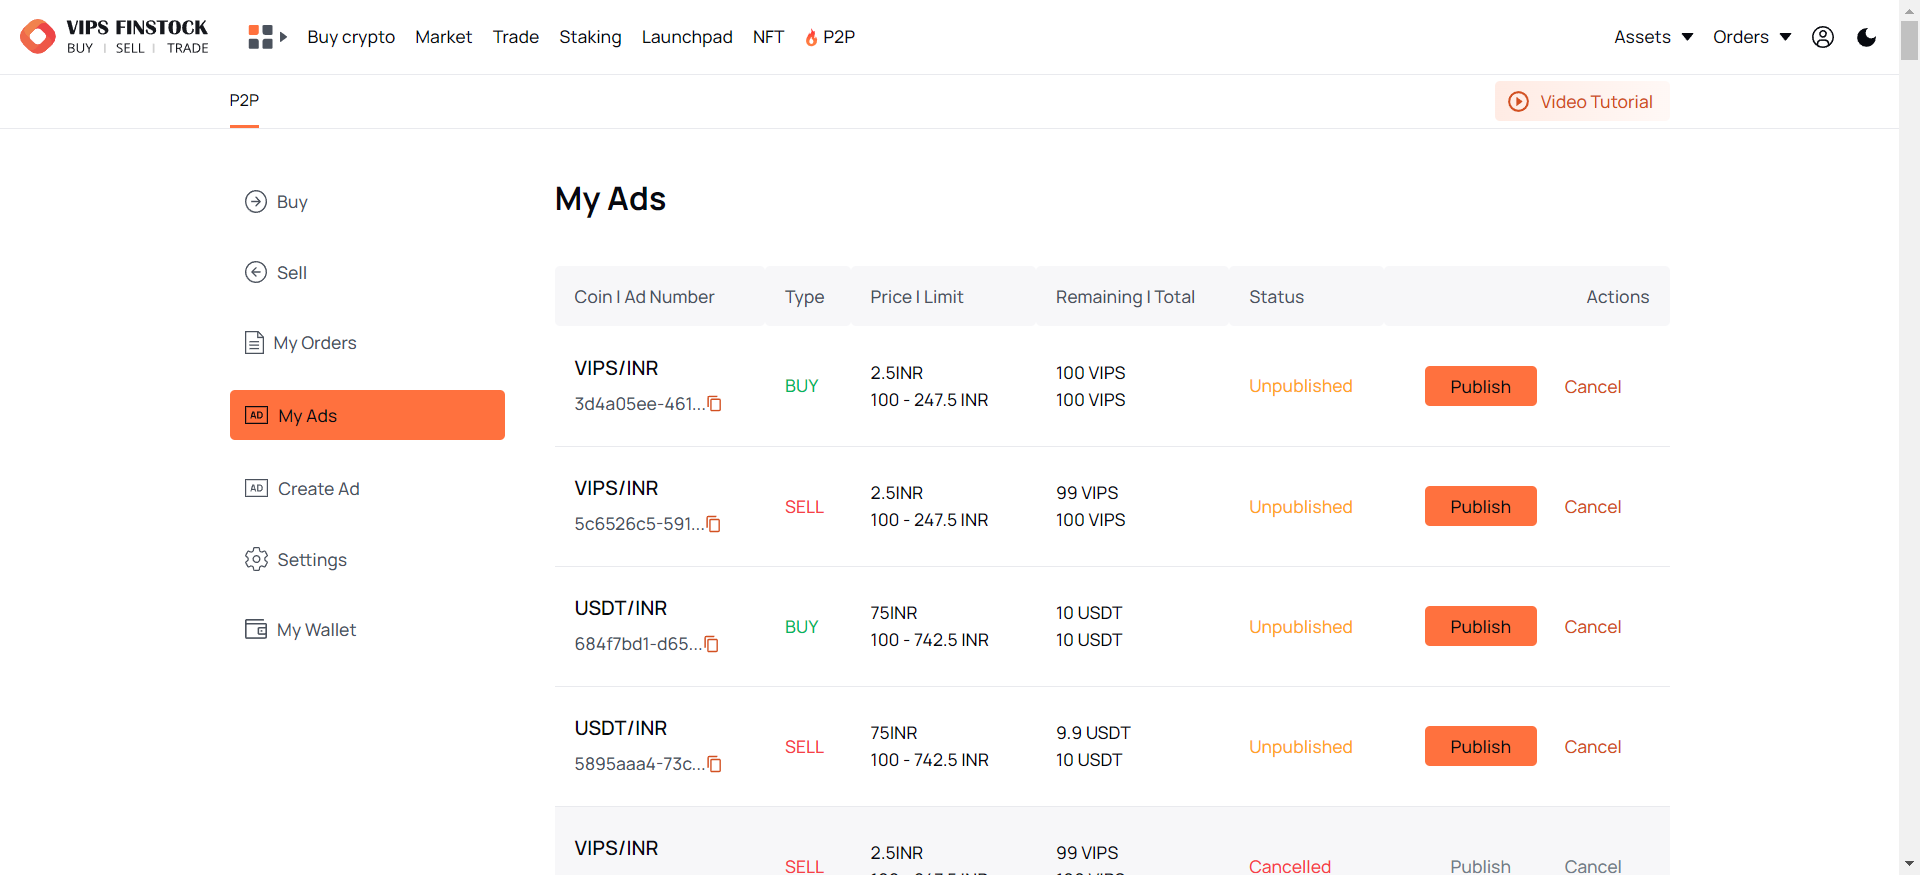 VIPS FINSTOCK
BUY | SELL | TRADE
Buy crypto Market Trade Staking Launchpad NFT P2P
Assets Orders
P2P
Video Tutorial
Buy
Sell
My Orders
AD My Ads
AD Create Ad
Settings
My Wallet
My Ads
Coin | Ad Number Type Price | Limit Remaining | Total Status Actions
VIPS/INR
3d4a05ee-461...
BUY
2.5INR
100 - 247.5 INR
100 VIPS
100 VIPS
Unpublished
Publish
Cancel
VIPS/INR
5c6526c5-591...
SELL
2.5INR
100 - 247.5 INR
99 VIPS
100 VIPS
Unpublished
Publish
Cancel
USDT/INR
684f7bd1-d65...
BUY
75INR
100 - 742.5 INR
10 USDT
10 USDT
Unpublished
Publish
Cancel
USDT/INR
5895aaa4-73c...
SELL
75INR
100 - 742.5 INR
9.9 USDT
10 USDT
Unpublished
Publish
Cancel
VIPS/INR
SELL
2.5INR
99 VIPS
Cancelled
Publish
Cancel